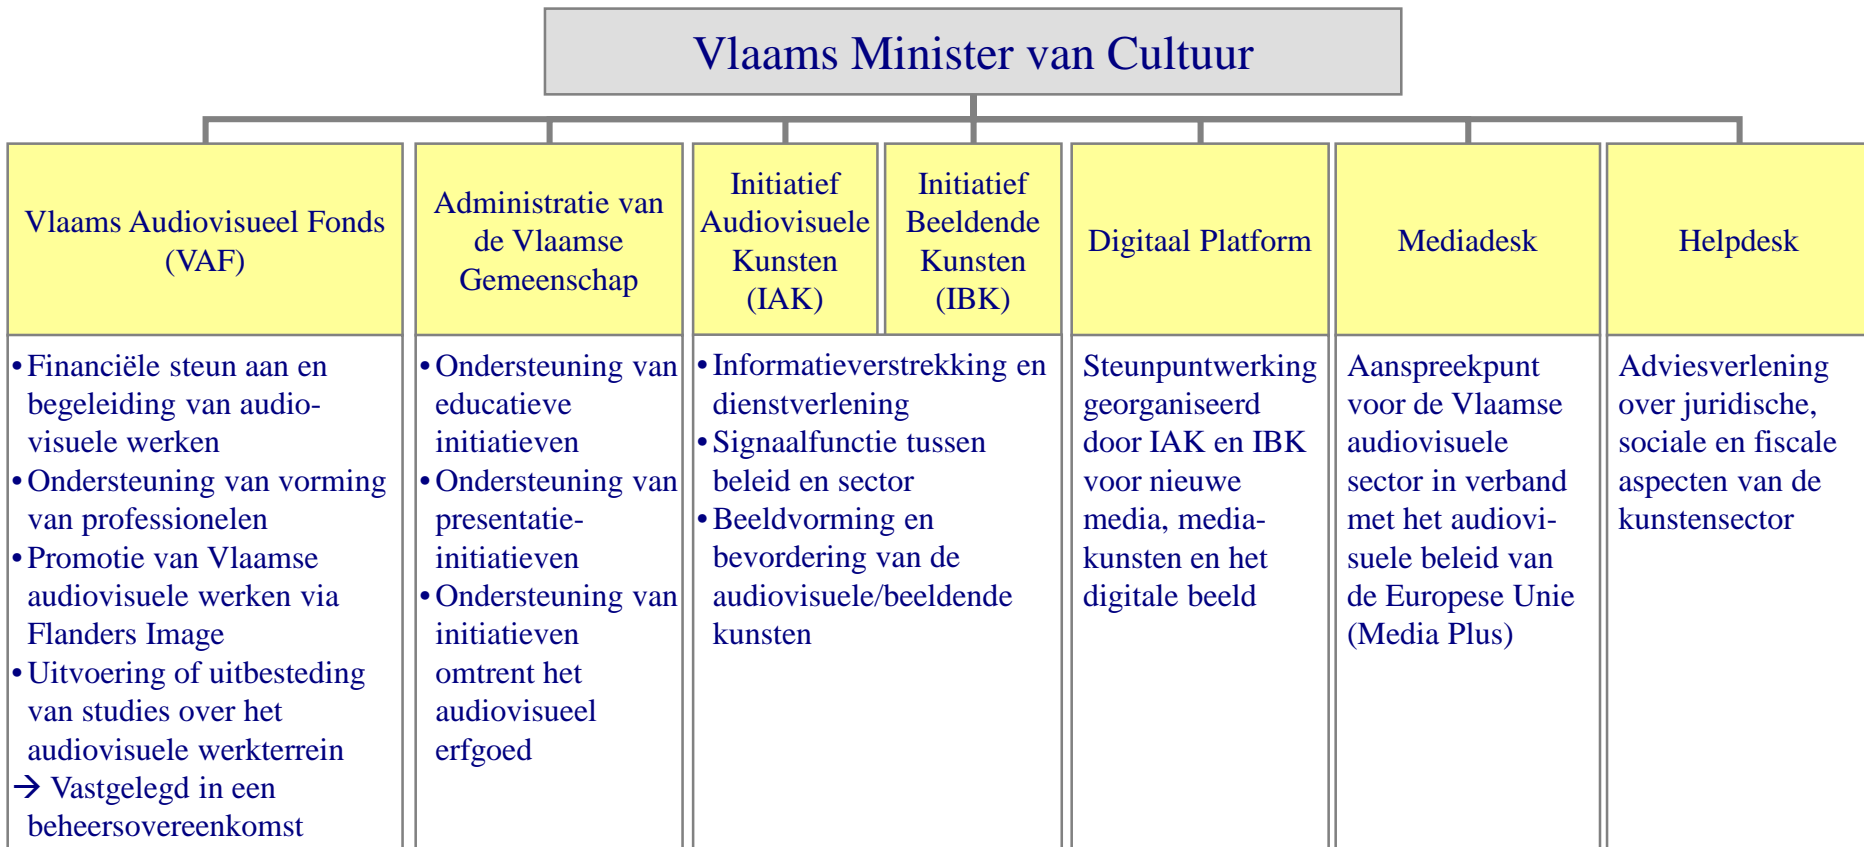 Vlaams Minister van Cultuur
Vlaams Audiovisueel Fonds
(VAF)
Administratie van
de Vlaamse
Gemeenschap
Initiatief
Audiovisuele
Kunsten
(IAK)
Initiatief
Beeldende
Kunsten
(IBK)
Digitaal Platform
Mediadesk
Helpdesk
• Financiële steun aan en
begeleiding van audio-
visuele werken
• Ondersteuning van vorming
van professionelen
• Promotie van Vlaamse
audiovisuele werken via
Flanders Image
• Uitvoering of uitbesteding
van studies over het
audiovisuele werkterrein
→ Vastgelegd in een
beheersovereenkomst
• Ondersteuning van
educatieve
initiatieven
• Ondersteuning van
presentatie-
initiatieven
• Ondersteuning van
initiatieven
omtrent het
audiovisueel
erfgoed
• Informatieverstrekking en
dienstverlening
• Signaalfunctie tussen
beleid en sector
• Beeldvorming en
bevordering van de
audiovisuele/beeldende
kunsten
Steunpuntwerking
georganiseerd
door IAK en IBK
voor nieuwe
media, media-
kunsten en het
digitale beeld
Aanspreekpunt
voor de Vlaamse
audiovisuele
sector in verband
met het audiovi-
suele beleid van
de Europese Unie
(Media Plus)
Adviesverlening
over juridische,
sociale en fiscale
aspecten van de
kunstensector